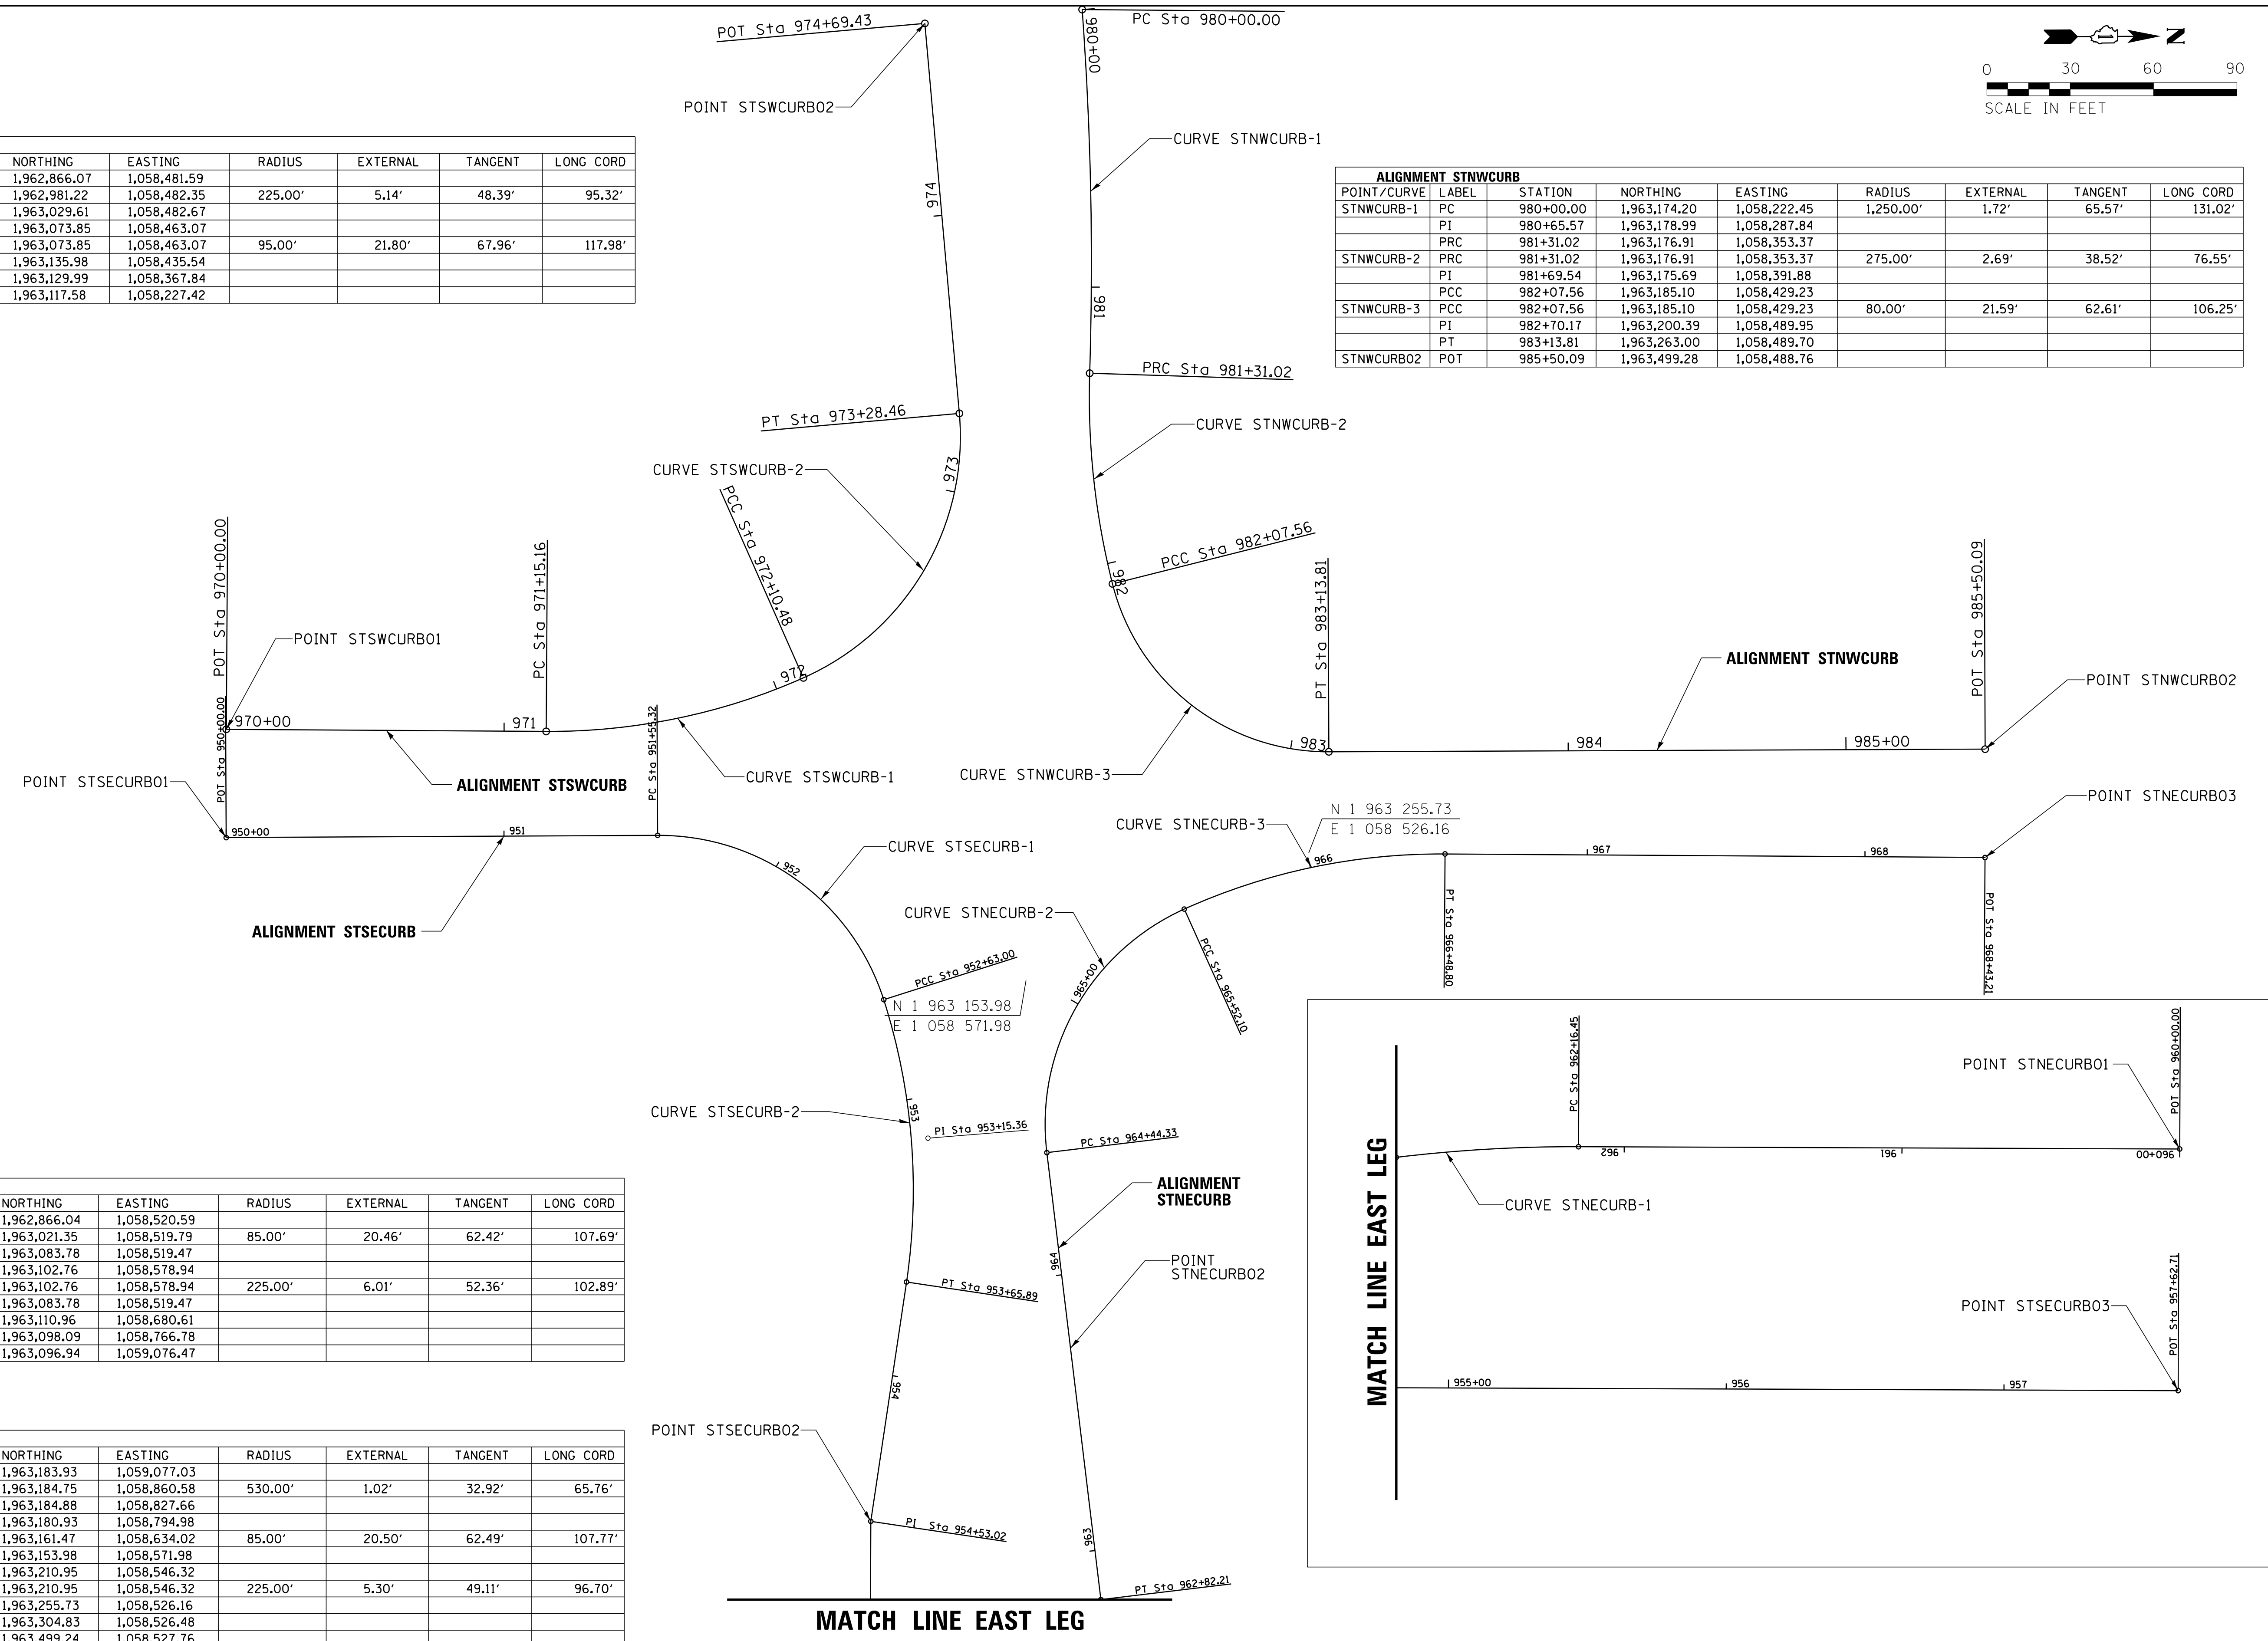 POT Sta 974+69.43
PC Sta 980+00.00
980+00
N
0 30 60 90
SCALE IN FEET
POINT STSWCURB02
CURVE STNWCURB-1
NORTHING EASTING RADIUS EXTERNAL TANGENT LONG CORD
1,962,866.07 1,058,481.59
1,962,981.22 1,058,482.35 225.00' 5.14' 48.39' 95.32'
1,963,029.61 1,058,482.67
1,963,073.85 1,058,463.07
1,963,073.85 1,058,463.07 95.00' 21.80' 67.96' 117.98'
1,963,135.98 1,058,435.54
1,963,129.99 1,058,367.84
1,963,117.58 1,058,227.42
974
ALIGNMENT STNWCURB
POINT/CURVE LABEL STATION NORTHING EASTING RADIUS EXTERNAL TANGENT LONG CORD
STNWCURB-1 PC 980+00.00 1,963,174.20 1,058,222.45 1,250.00' 1.72' 65.57' 131.02'
PI 980+65.57 1,963,178.99 1,058,287.84
PRC 981+31.02 1,963,176.91 1,058,353.37
STNWCURB-2 PRC 981+31.02 1,963,176.91 1,058,353.37 275.00' 2.69' 38.52' 76.55'
PI 981+69.54 1,963,175.69 1,058,391.88
PCC 982+07.56 1,963,185.10 1,058,429.23
STNWCURB-3 PCC 982+07.56 1,963,185.10 1,058,429.23 80.00' 21.59' 62.61' 106.25'
PI 982+70.17 1,963,200.39 1,058,489.95
PT 983+13.81 1,963,263.00 1,058,489.70
STNWCURB02 POT 985+50.09 1,963,499.28 1,058,488.76
981
PRC Sta 981+31.02
PT Sta 973+28.46
CURVE STNWCURB-2
CURVE STSWCURB-2
973
PCC Sta 972+10.48
POT Sta 970+00.00
PC Sta 971+15.16
PCC Sta 982+07.56
982
PT Sta 983+13.81
POT Sta 985+50.09
POINT STSWCURB01
972
ALIGNMENT STNWCURB
POINT STNWCURB02
970+00
971
983
984
985+00
POT Sta 950+00.00
PC Sta 951+55.32
POINT STSECURB01
ALIGNMENT STSWCURB
CURVE STSWCURB-1
CURVE STNWCURB-3
POINT STNECURB03
950+00
951
N 1 963 255.73
E 1 058 526.16
CURVE STNECURB-3
CURVE STSECURB-1
952
966
967
968
ALIGNMENT STSECURB
CURVE STNECURB-2
PT Sta 966+48.80
POT Sta 968+43.21
PCC Sta 952+63.00
PCC Sta 965+52.10
965+00
N 1 963 153.98
E 1 058 571.98
PC Sta 962+16.45
POT Sta 960+00.00
POINT STNECURB01
CURVE STSECURB-2
953
PI Sta 953+15.36
PC Sta 964+44.33
962
961
960+00
MATCH LINE EAST LEG
ALIGNMENT
STNECURB
CURVE STNECURB-1
NORTHING EASTING RADIUS EXTERNAL TANGENT LONG CORD
1,962,866.04 1,058,520.59
1,963,021.35 1,058,519.79 85.00' 20.46' 62.42' 107.69'
1,963,083.78 1,058,519.47
1,963,102.76 1,058,578.94
1,963,102.76 1,058,578.94 225.00' 6.01' 52.36' 102.89'
1,963,083.78 1,058,519.47
1,963,110.96 1,058,680.61
1,963,098.09 1,058,766.78
1,963,096.94 1,059,076.47
964
POINT
STNECURB02
PT Sta 953+65.89
POT Sta 957+62.71
POINT STSECURB03
954
955+00
956
957
POINT STSECURB02
NORTHING EASTING RADIUS EXTERNAL TANGENT LONG CORD
1,963,183.93 1,059,077.03
1,963,184.75 1,058,860.58 530.00' 1.02' 32.92' 65.76'
1,963,184.88 1,058,827.66
1,963,180.93 1,058,794.98
1,963,161.47 1,058,634.02 85.00' 20.50' 62.49' 107.77'
1,963,153.98 1,058,571.98
1,963,210.95 1,058,546.32
1,963,210.95 1,058,546.32 225.00' 5.30' 49.11' 96.70'
1,963,255.73 1,058,526.16
1,963,304.83 1,058,526.48
1,963,499.24 1,058,527.76
PI Sta 954+53.02
963
PT Sta 962+82.21
MATCH LINE EAST LEG